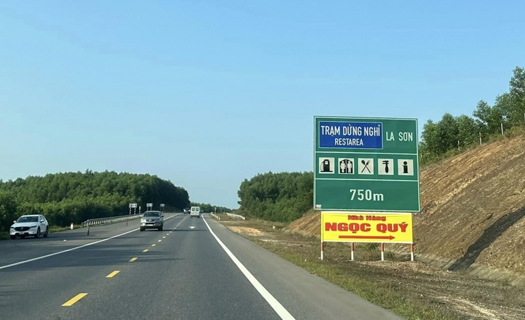 TRẠM DỪNG NGHỈ
RESTAREA
LA SƠN
750m
Nhà Hàng
NGỌC QUÝ